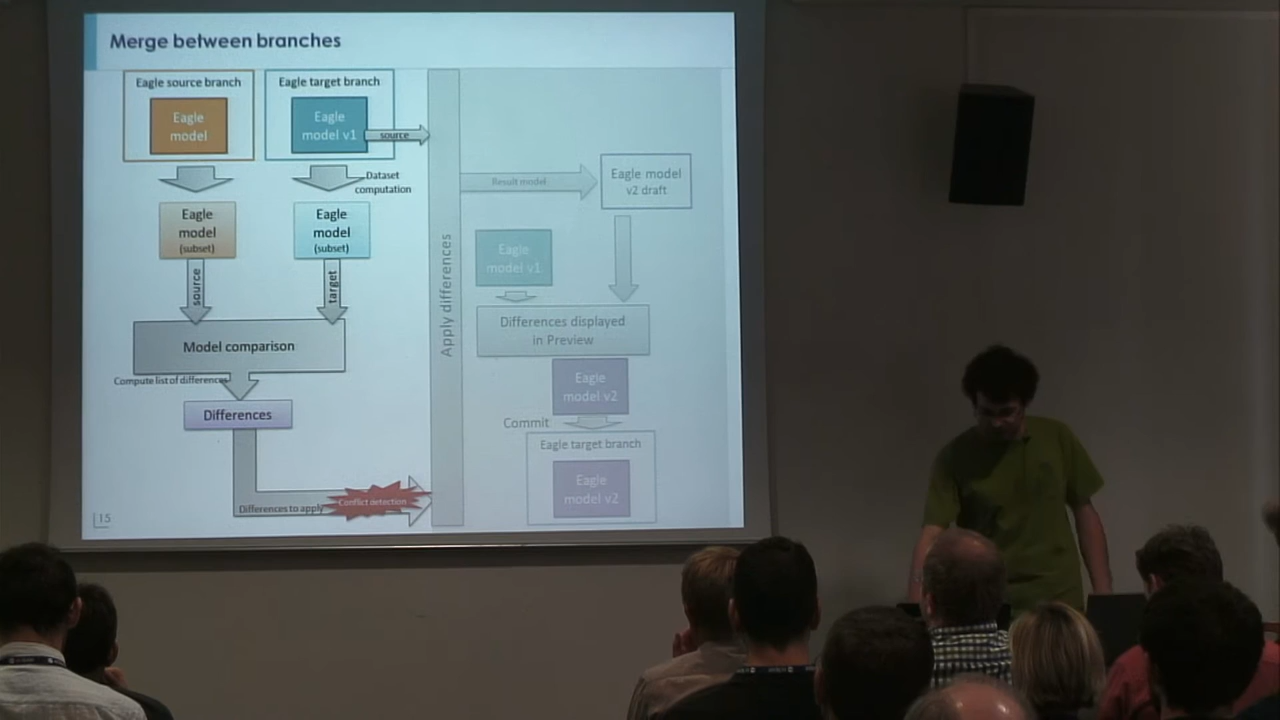 Merge between branches
Eagle source branch
Eagle
model
Eagle target branch
Eagle
model v1
source
Dataset
computation
Eagle
model
(subset)
Eagle
model
(subset)
source
target
Model comparison
Compute list of differences
Differences
Differences to apply
Conflict detection
Apply differences
Result model
Eagle model
v2 draft
Eagle
model v1
Differences displayed
in Preview
Eagle
model v2
Commit
Eagle target branch
Eagle
model v2
15